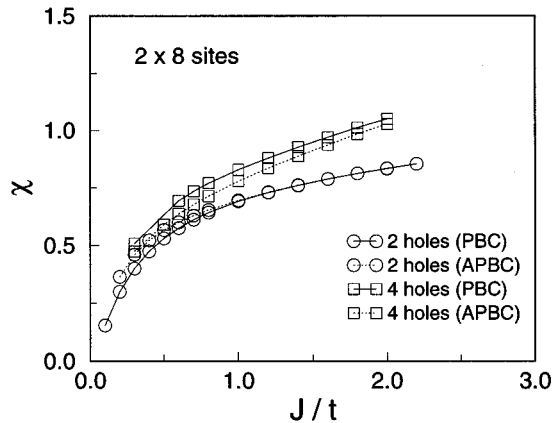 1.5
2 x 8 sites
1.0
χ
0.5
2 holes (PBC)
2 holes (APBC)
4 holes (PBC)
4 holes (APBC)
0.0
0.0 1.0 2.0 3.0
J / t